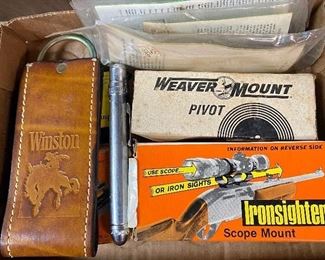 Winston
WEAVER MOUNT
PIVOT
INFORMATION ON REVERSE SIDE
USE SCOPE...
OR IRON SIGHTS
Ironsighter
Scope Mount